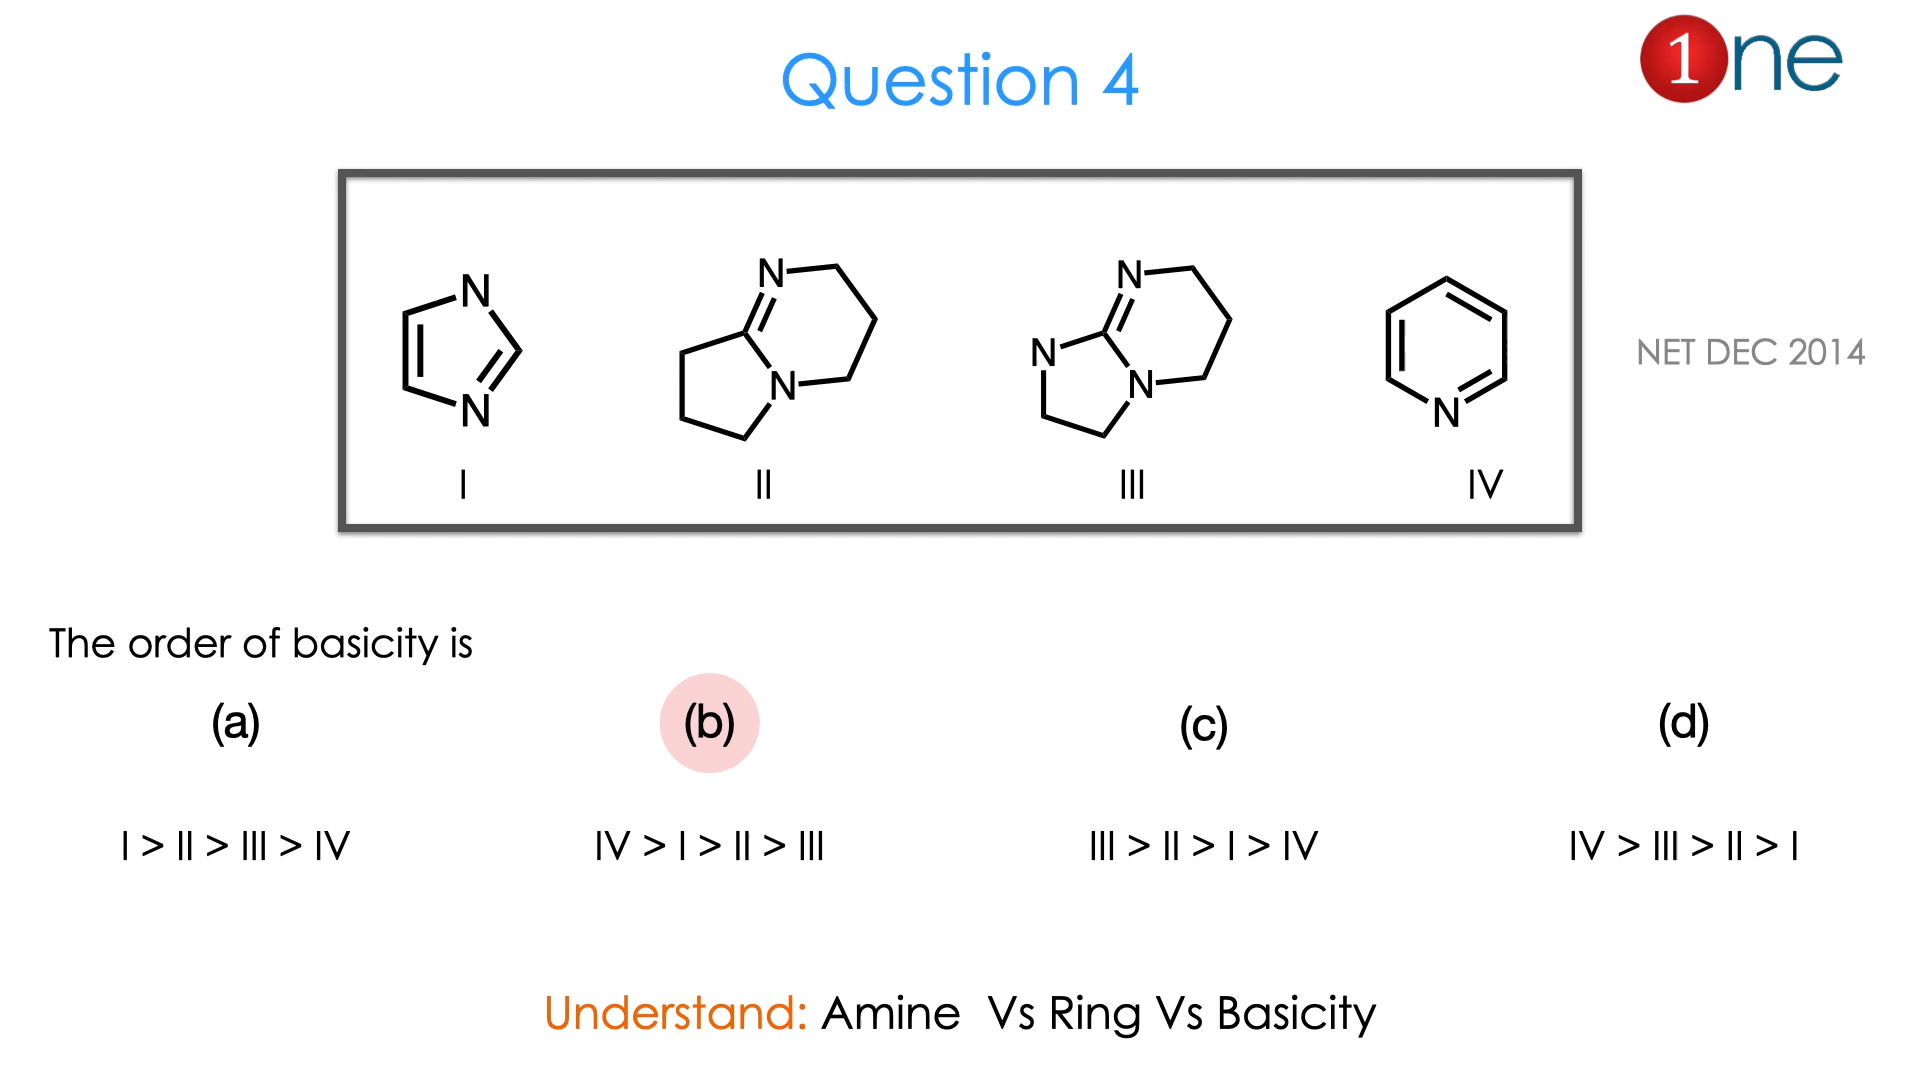 Question 4
1ne
N
N
N
N
N
N
N
N
I
II
III
IV
NET DEC 2014
The order of basicity is
(a)
(b)
(c)
(d)
I > II > III > IV
IV > I > II > III
III > II > I > IV
IV > III > II > I
Understand: Amine Vs Ring Vs Basicity